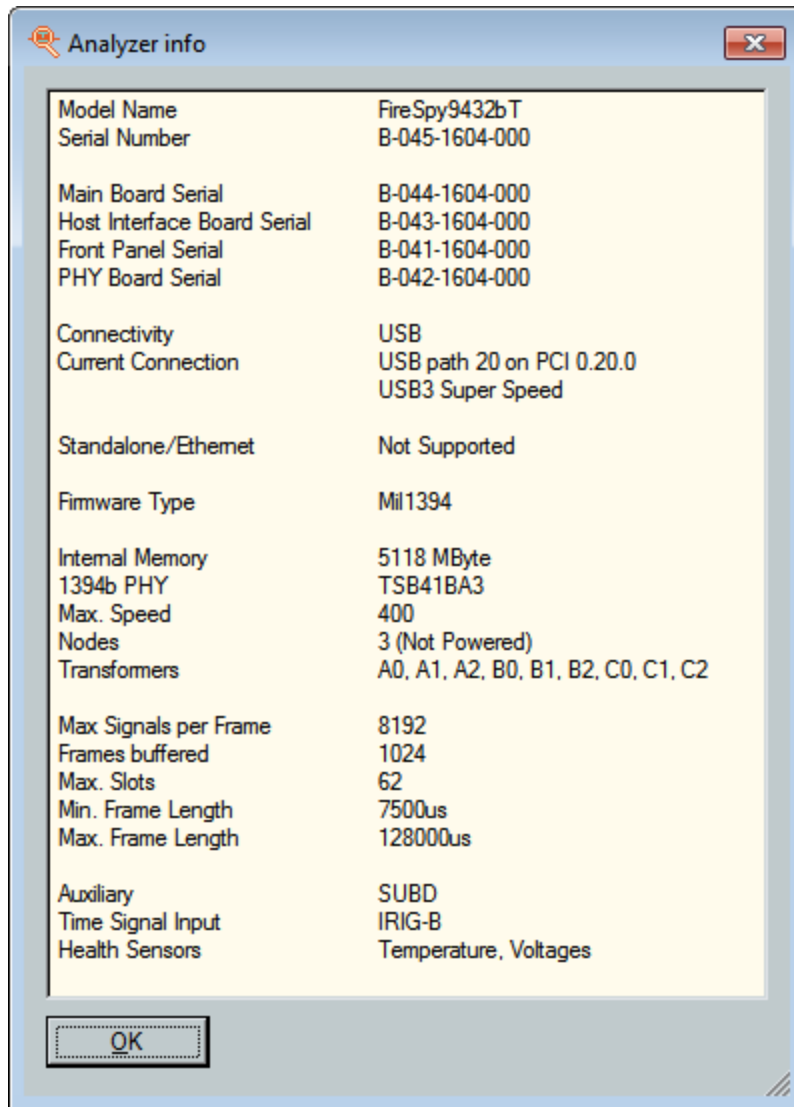 Analyzer info
Model Name FireSpy9432bT
Serial Number B-045-1604-000
Main Board Serial B-044-1604-000
Host Interface Board Serial B-043-1604-000
Front Panel Serial B-041-1604-000
PHY Board Serial B-042-1604-000
Connectivity USB
Current Connection USB path 20 on PCI 0.20.0
USB3 Super Speed
Standalone/Ethernet Not Supported
Firmware Type Mil1394
Internal Memory 5118 MByte
1394b PHY TSB41BA3
Max. Speed 400
Nodes 3 (Not Powered)
Transformers A0, A1, A2, B0, B1, B2, C0, C1, C2
Max Signals per Frame 8192
Frames buffered 1024
Max. Slots 62
Min. Frame Length 7500us
Max. Frame Length 128000us
Auxiliary SUBD
Time Signal Input IRIG-B
Health Sensors Temperature, Voltages
OK